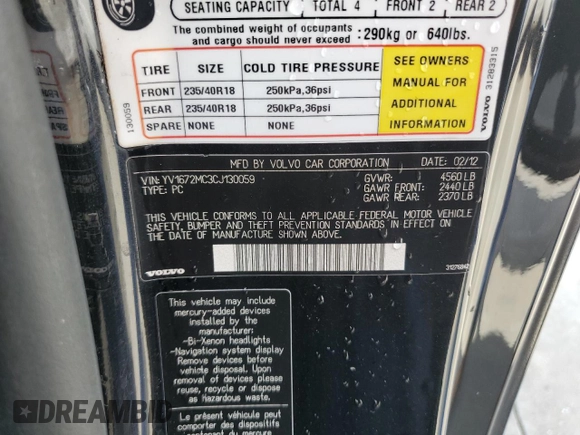 SEATING CAPACITY TOTAL 4 FRONT 2 REAR 2
The combined weight of occupants
and cargo should never exceed :290kg or 640lbs.
TIRE SIZE COLD TIRE PRESSURE
FRONT 235/40R18 250kPa,36psi
REAR 235/40R18 250kPa,36psi
SPARE NONE NONE
SEE OWNERS
MANUAL FOR
ADDITIONAL
INFORMATION
130059
VOLVO 31283315
MFD BY VOLVO CAR CORPORATION DATE: 02/12
VIN: YV1672MC3CJ130059 GVWR: 4560 LB
TYPE: PC GAWR FRONT: 2440 LB
GAWR REAR: 2370 LB
THIS VEHICLE CONFORMS TO ALL APPLICABLE FEDERAL MOTOR VEHICLE
SAFETY, BUMPER AND THEFT PREVENTION STANDARDS IN EFFECT ON
THE DATE OF MANUFACTURE SHOWN ABOVE.
VOLVO
This vehicle may include
mercury-added devices
installed by the
manufacturer:
-Bi-Xenon headlights
-Navigation system display
Remove devices before
vehicle disposal. Upon
removal of devices please
reuse, recycle or dispose
as hazardous waste.
Le présent véhicule peut
contenir des dispositifs
au mercure
DREAMBID